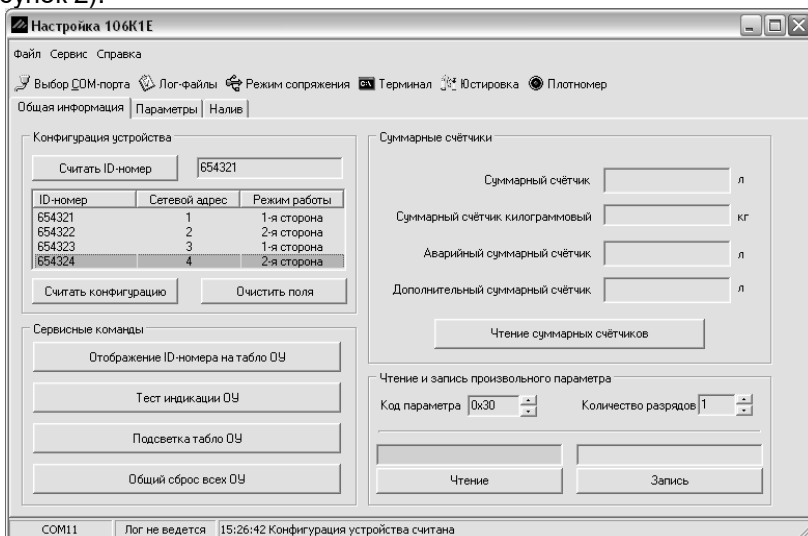 сунок 2).
Настройка 106К1Е
Файл Сервис Справка
Выбор COM-порта Лог-файлы Режим сопряжения Терминал Юстировка Плотномер
Общая информация Параметры Налив
Конфигурация устройства
Считать ID-номер 654321
ID-номер Сетевой адрес Режим работы
654321 1 1-я сторона
654322 2 2-я сторона
654323 3 1-я сторона
654324 4 2-я сторона
Считать конфигурацию Очистить поля
Сервисные команды
Отображение ID-номера на табло ОУ
Тест индикации ОУ
Подсветка табло ОУ
Общий сброс всех ОУ
Суммарные счётчики
Суммарный счётчик л
Суммарный счётчик килограммовый кг
Аварийный суммарный счётчик л
Дополнительный суммарный счётчик л
Чтение суммарных счётчиков
Чтение и запись произвольного параметра
Код параметра 0x30 Количество разрядов 1
Чтение Запись
COM11 Лог не ведется 15:26:42 Конфигурация устройства считана